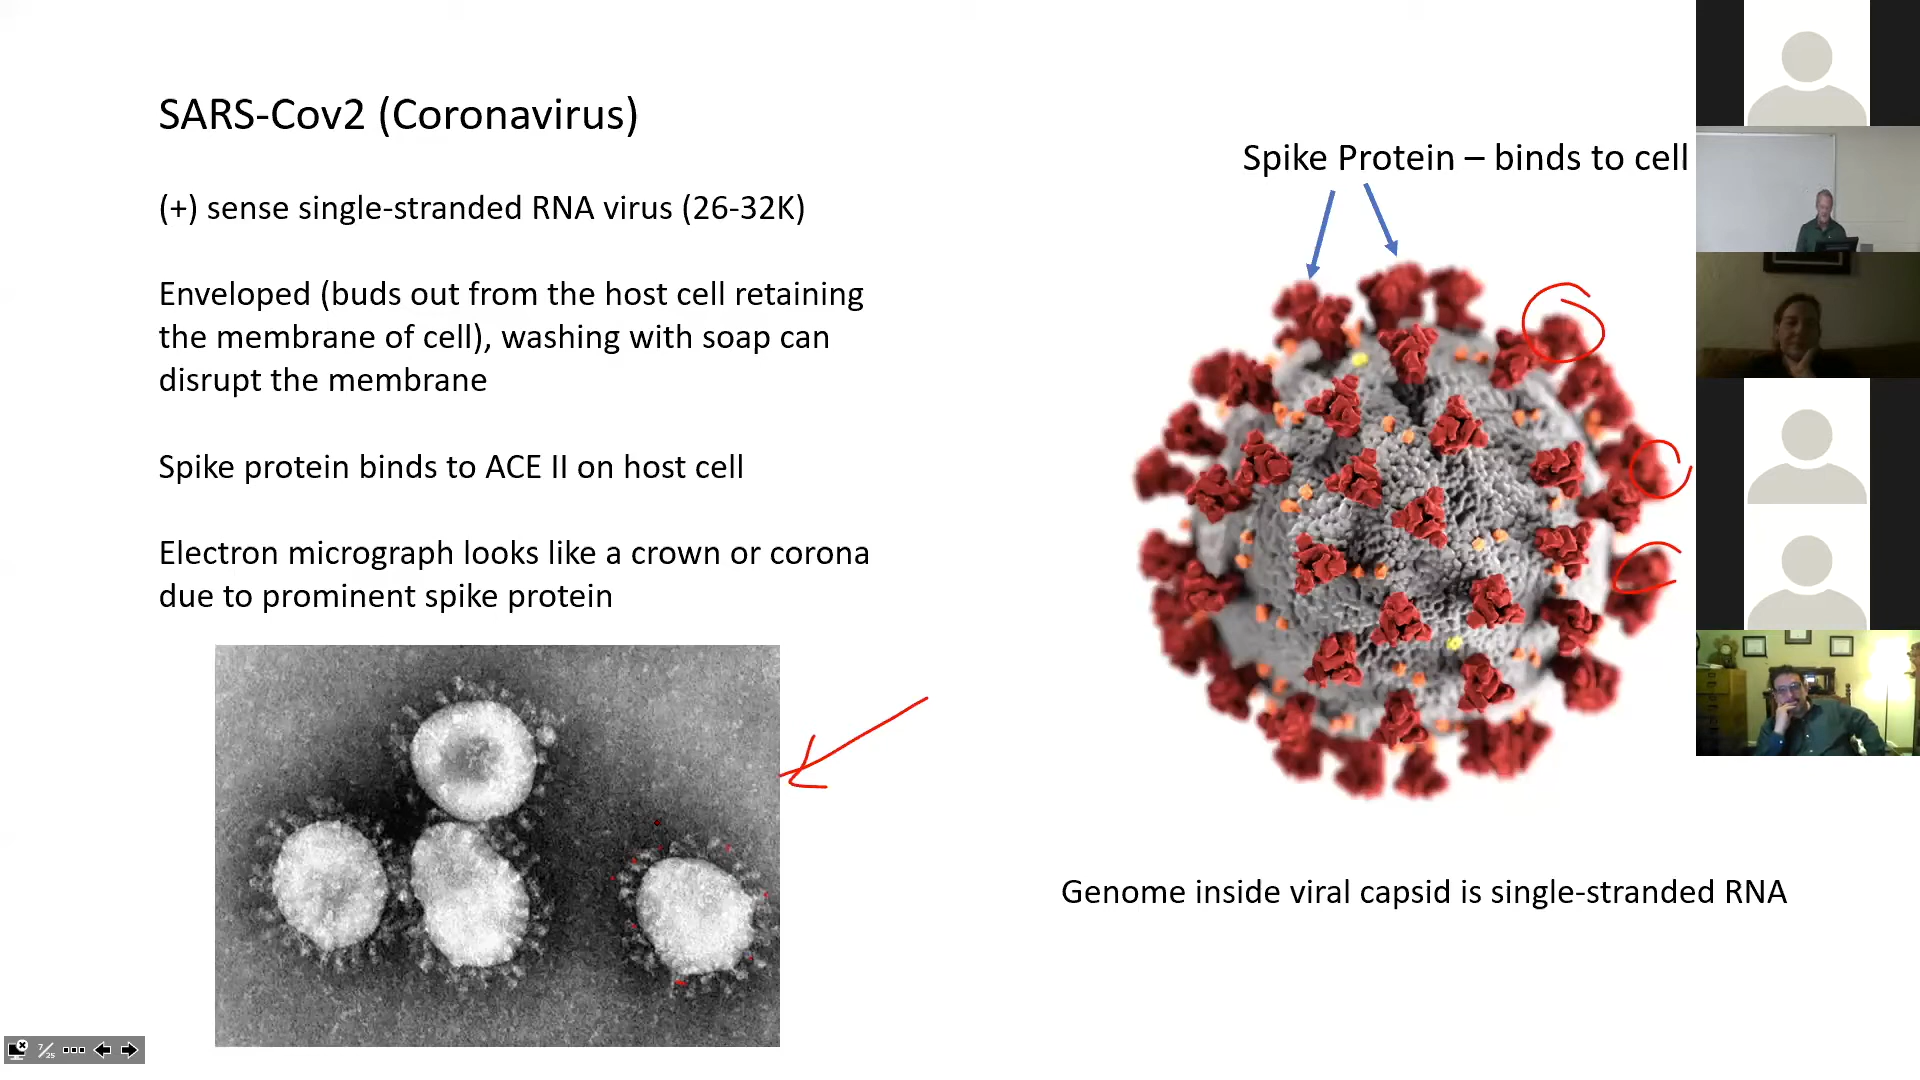 SARS-Cov2 (Coronavirus)
(+) sense single-stranded RNA virus (26-32K)
Enveloped (buds out from the host cell retaining
the membrane of cell), washing with soap can
disrupt the membrane
Spike protein binds to ACE II on host cell
Electron micrograph looks like a crown or corona
due to prominent spike protein
Spike Protein – binds to cell
Genome inside viral capsid is single-stranded RNA
7/25